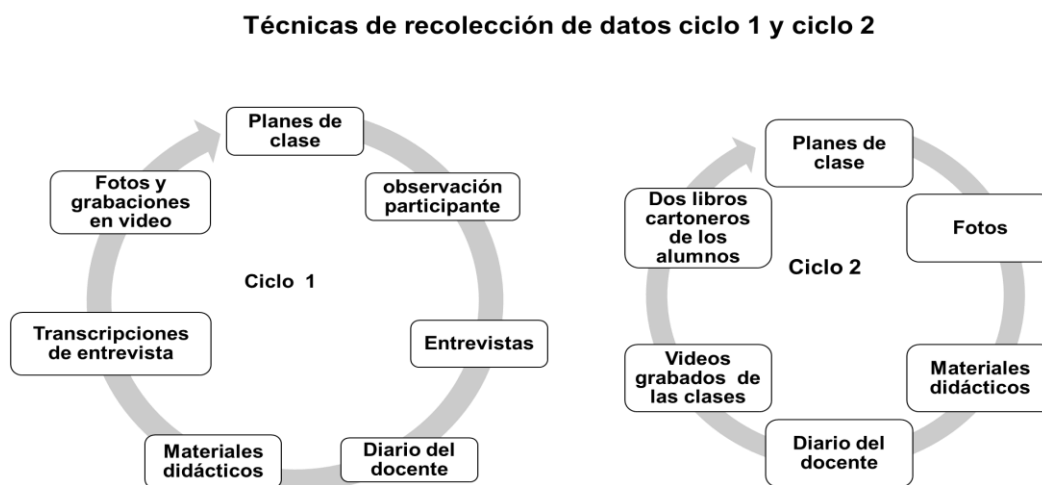 Técnicas de recolección de datos ciclo 1 y ciclo 2
Planes de
clase
observación
participante
Entrevistas
Diario del
docente
Materiales
didácticos
Transcripciones
de entrevista
Fotos y
grabaciones
en video
Ciclo 1
Planes de
clase
Fotos
Materiales
didácticos
Diario del
docente
Videos
grabados de
las clases
Dos libros
cartoneros
de los
alumnos
Ciclo 2